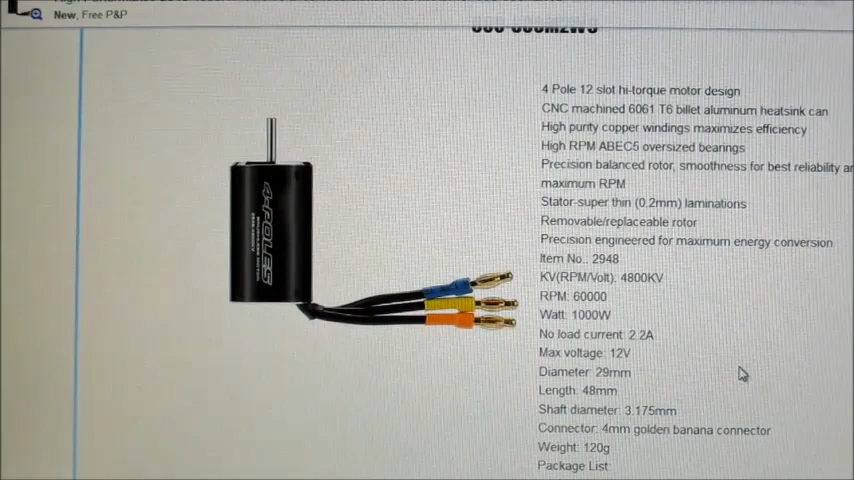 New, Free P&P
4 Pole 12 slot hi-torque motor design
CNC machined 6061 T6 billet aluminum heatsink can
High purity copper windings maximizes efficiency
High RPM ABEC5 oversized bearings
Precision balanced rotor, smoothness for best reliability
maximum RPM
Stator-super thin (0.2mm) laminations
Removable/replaceable rotor
Precision engineered for maximum energy conversion
Item No.: 2948
KV(RPM/Volt): 4800KV
RPM: 60000
Watt: 1000W
No load current: 2.2A
Max voltage: 12V
Diameter: 29mm
Length: 48mm
Shaft diameter: 3.175mm
Connector: 4mm golden banana connector
Weight: 120g
Package List
4-POLES
BRUSHLESS MOTOR